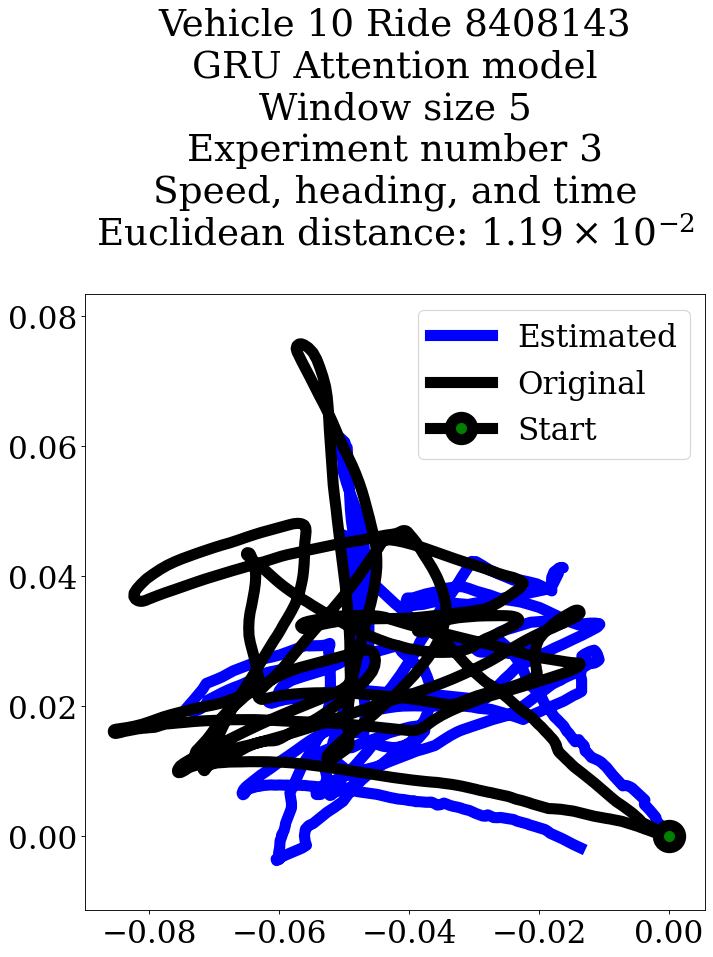 Vehicle 10 Ride 8408143
GRU Attention model
Window size 5
Experiment number 3
Speed, heading, and time
Euclidean distance: 1.19 × 10⁻²
Estimated
Original
Start
0.08
0.06
0.04
0.02
0.00
−0.08
−0.06
−0.04
−0.02
0.00